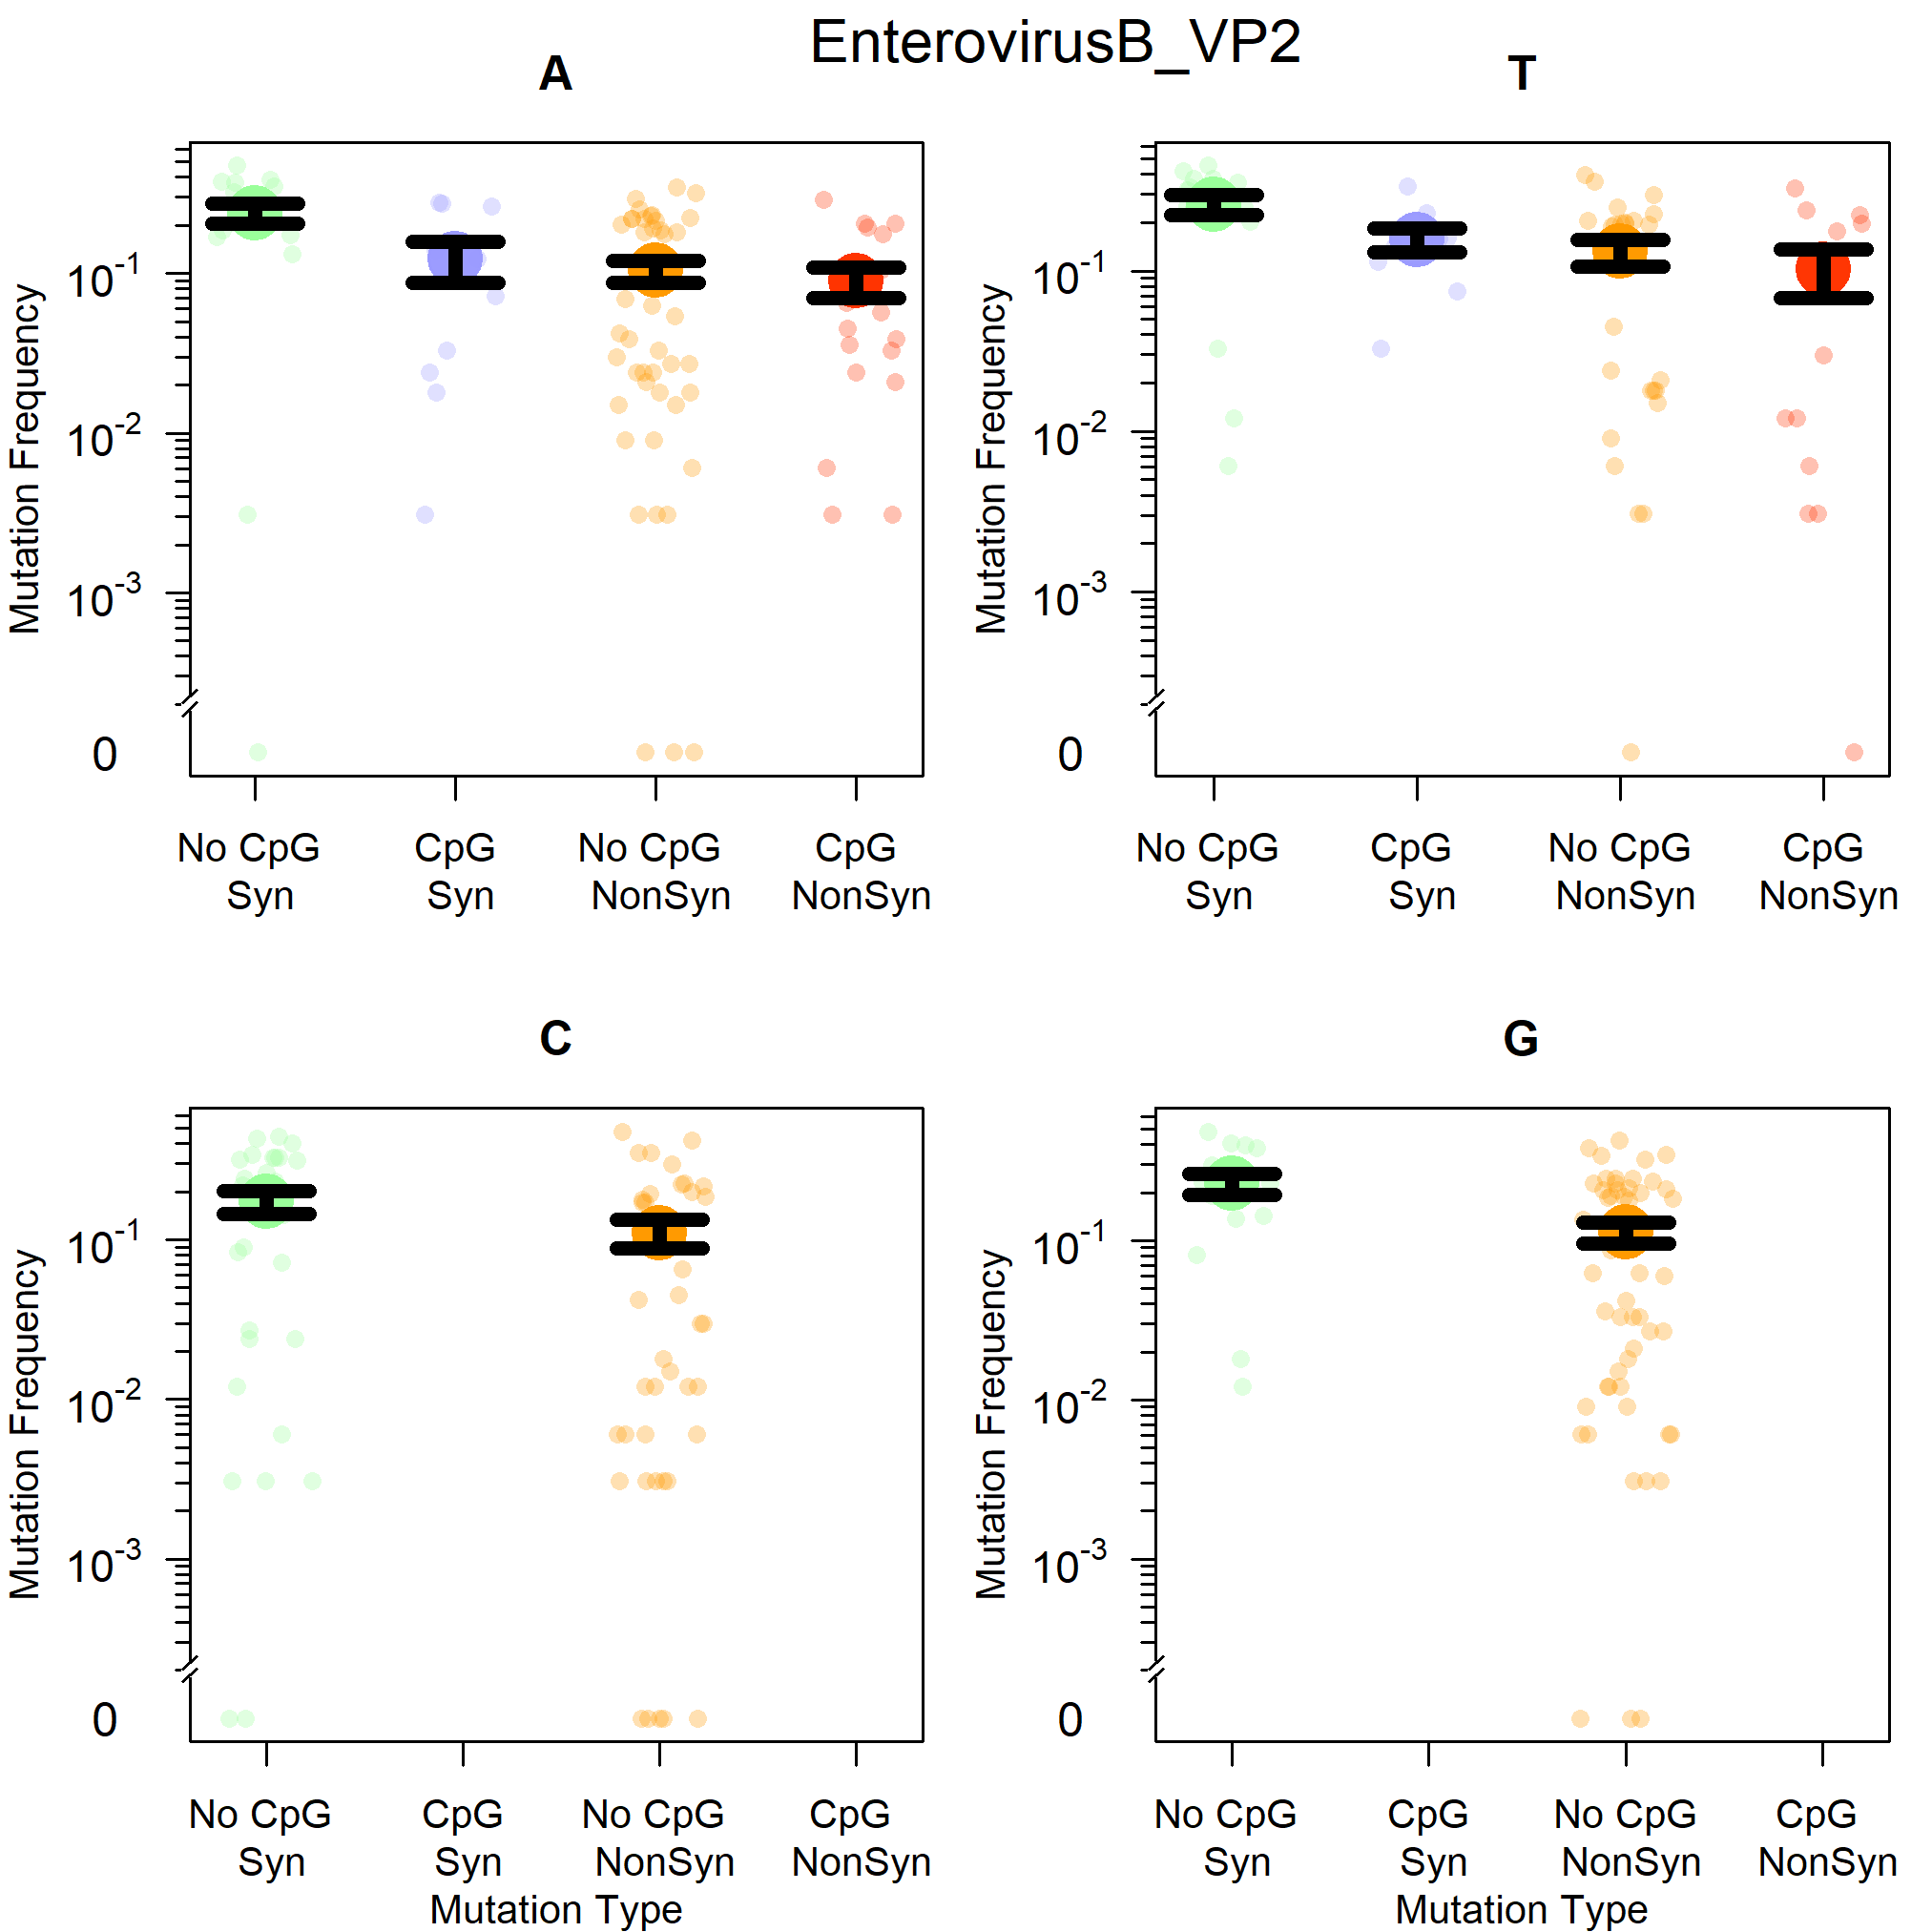 EnterovirusB_VP2
A
Mutation Frequency
10-1
10-2
10-3
0
No CpG Syn
CpG Syn
No CpG NonSyn
CpG NonSyn
T
Mutation Frequency
10-1
10-2
10-3
0
No CpG Syn
CpG Syn
No CpG NonSyn
CpG NonSyn
C
Mutation Frequency
10-1
10-2
10-3
0
No CpG Syn
CpG Syn
No CpG NonSyn
CpG NonSyn
Mutation Type
G
Mutation Frequency
10-1
10-2
10-3
0
No CpG Syn
CpG Syn
No CpG NonSyn
CpG NonSyn
Mutation Type